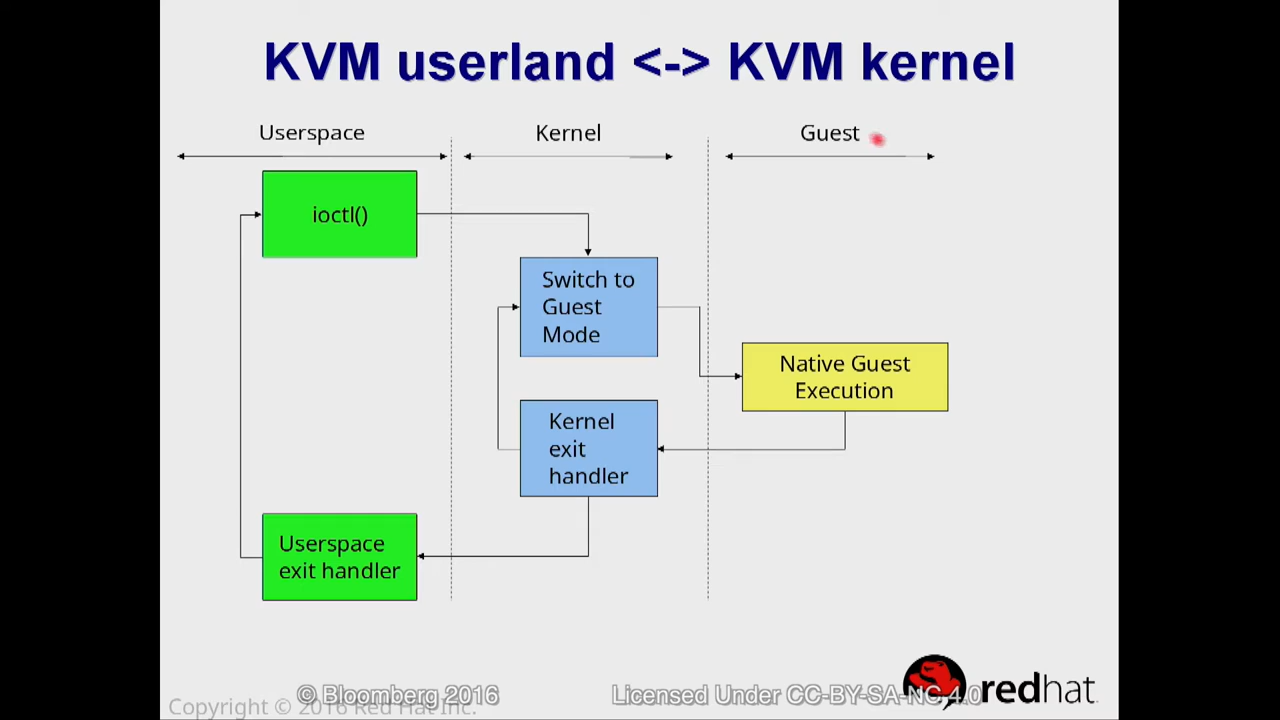 KVM userland <-> KVM kernel
Userspace
Kernel
Guest
ioctl()
Switch to
Guest
Mode
Native Guest
Execution
Kernel
exit
handler
Userspace
exit handler
redhat.
© Bloomberg 2016
Licensed Under CC-BY-SA-NC 4.0
Copyright © 2016 Red Hat Inc.